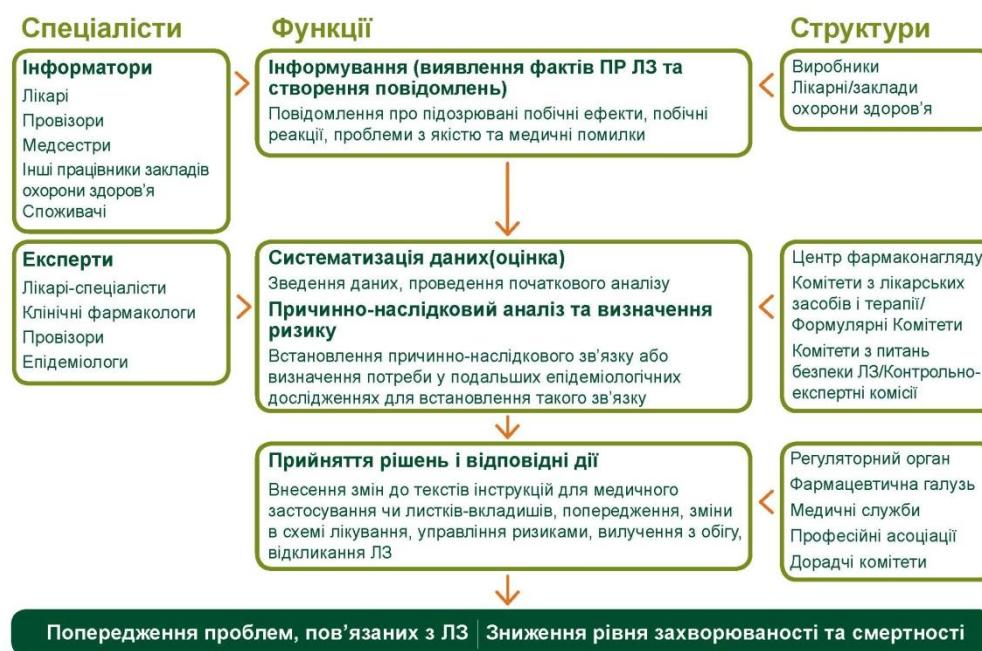 Спеціалісти
Функції
Структури
Інформатори
Лікарі
Провізори
Медсестри
Інші працівники закладів
охорони здоров’я
Споживачі
Інформування (виявлення фактів ПР ЛЗ та
створення повідомлень)
Повідомлення про підозрювані побічні ефекти, побічні
реакції, проблеми з якістю та медичні помилки
Виробники
Лікарні/заклади
охорони здоров’я
Експерти
Лікарі-спеціалісти
Клінічні фармакологи
Провізори
Епідеміологи
Систематизація даних(оцінка)
Зведення даних, проведення початкового аналізу
Причинно-наслідковий аналіз та визначення
ризику
Встановлення причинно-наслідкового зв’язку або
визначення потреби у подальших епідеміологічних
дослідженнях для встановлення такого зв’язку
Центр фармаконагляду
Комітети з лікарських
засобів і терапії/
Формулярні Комітети
Комітети з питань
безпеки ЛЗ/Контрольно-
експертні комісії
Прийняття рішень і відповідні дії
Внесення змін до текстів інструкцій для медичного
застосування чи листків-вкладишів, попередження, зміни
в схемі лікування, управління ризиками, вилучення з обігу,
відкликання ЛЗ
Регуляторний орган
Фармацевтична галузь
Медичні служби
Професійні асоціації
Дорадчі комітети
Попередження проблем, пов’язаних з ЛЗ | Зниження рівня захворюваності та смертності